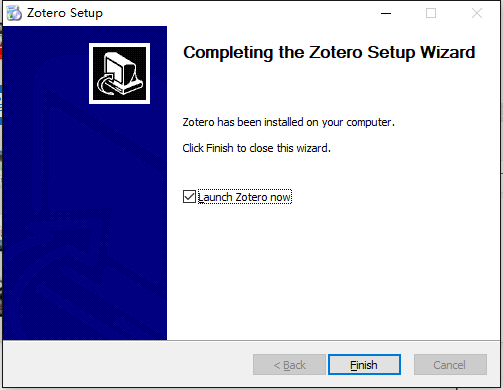 Zotero Setup
Completing the Zotero Setup Wizard
Zotero has been installed on your computer.
Click Finish to close this wizard.
Launch Zotero now
< Back
Finish
Cancel